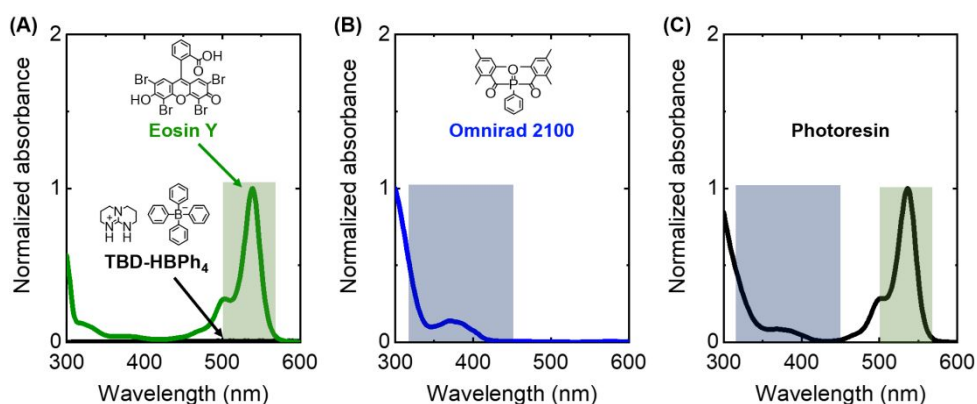 (A)
2
1
0
300
400
500
600
Normalized absorbance
Wavelength (nm)
OH
O
Br
Br
HO
O
O
Br
Br
Eosin Y
N
N
+
N
H
H
B
−
TBD-HBPh4
(B)
2
1
0
300
400
500
600
Normalized absorbance
Wavelength (nm)
O
P
O
O
Omnirad 2100
(C)
2
1
0
300
400
500
600
Normalized absorbance
Wavelength (nm)
Photoresin